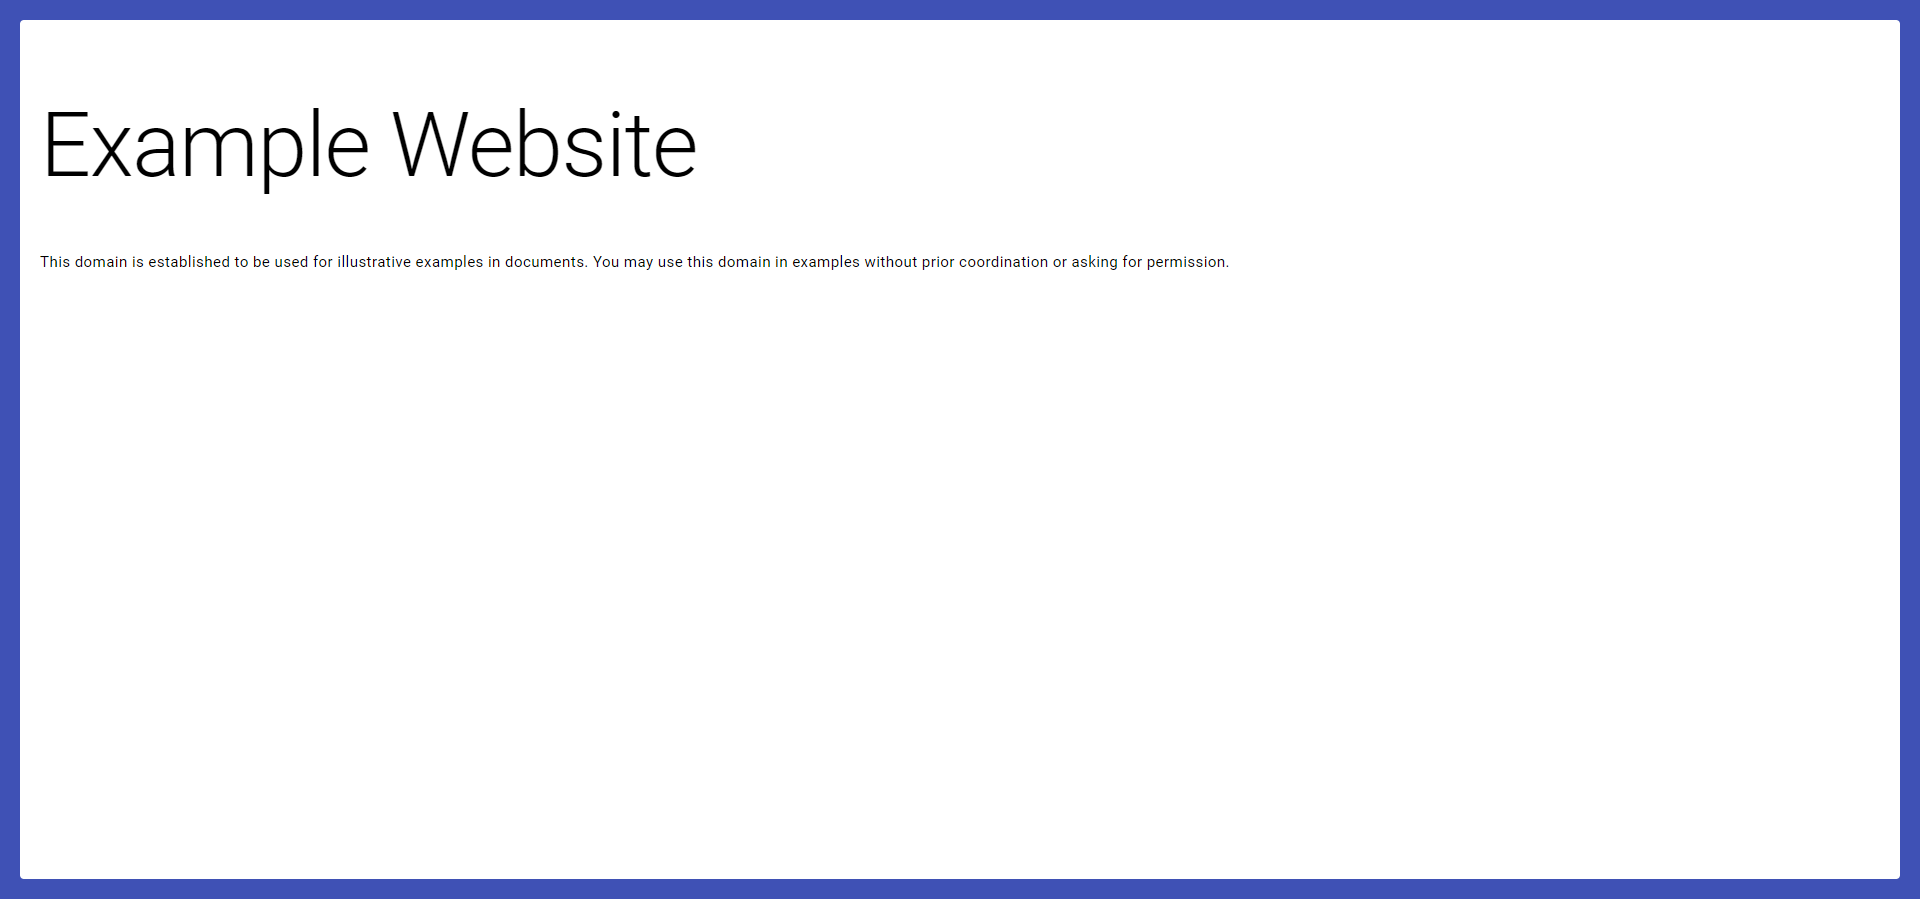 Example Website
This domain is established to be used for illustrative examples in documents. You may use this domain in examples without prior coordination or asking for permission.